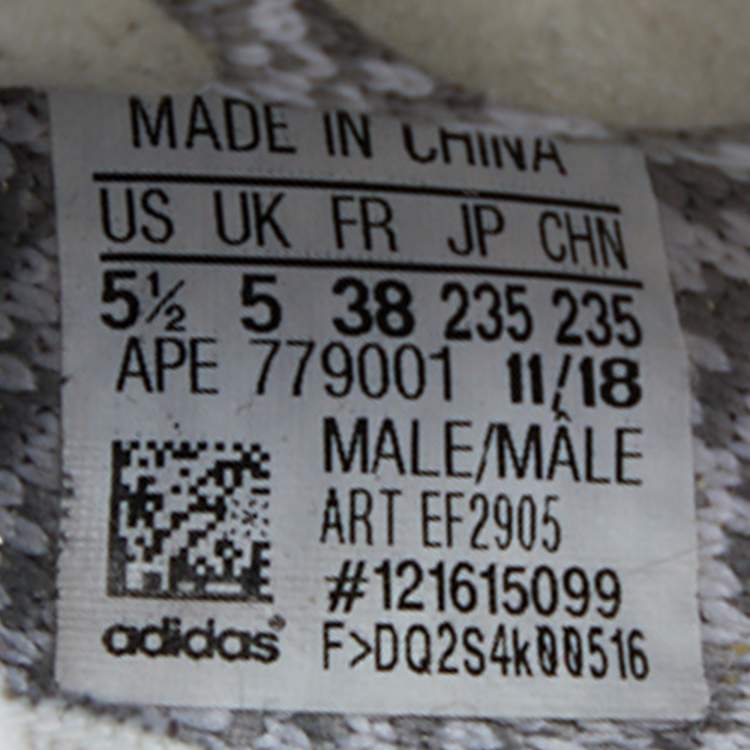 MADE IN CHINA
US UK FR JP CHN
5½ 5 38 235 235
APE 779001 11/18
MALE/MÂLE
ART EF2905
#121615099
adidas®
F>DQ2S4k00516